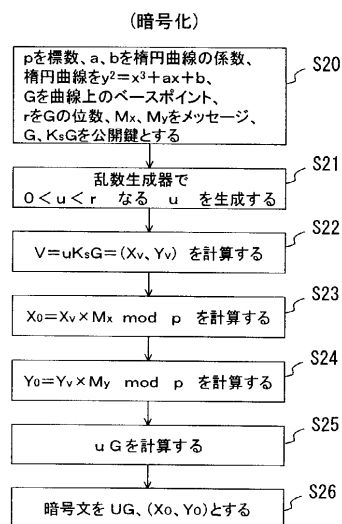 (暗号化)
pを標数、a、bを楕円曲線の係数、
楕円曲線をy²=x³+ax+b、
Gを曲線上のベースポイント、
rをGの位数、Mx、Myをメッセージ、
G、KsGを公開鍵とする
S20
乱数生成器で
0<u<r なる u を生成する
S21
V=uKsG=(Xv、Yv) を計算する
S22
X0=Xv×Mx mod p を計算する
S23
Y0=Yv×My mod p を計算する
S24
u Gを計算する
S25
暗号文をUG、(X0、Y0)とする
S26